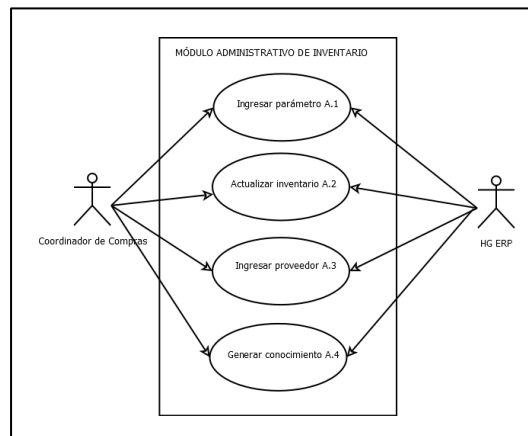 MÓDULO ADMINISTRATIVO DE INVENTARIO
Ingresar parámetro A.1
Actualizar inventario A.2
Coordinador de Compras
HG ERP
Ingresar proveedor A.3
Generar conocimiento A.4